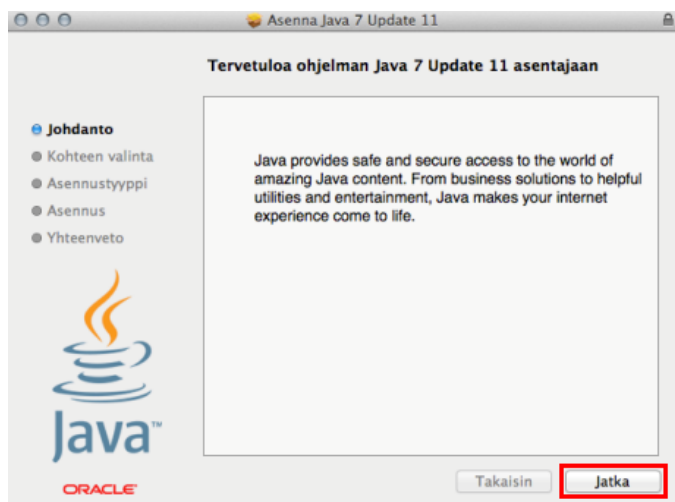 Asenna Java 7 Update 11
Tervetuloa ohjelman Java 7 Update 11 asentajaan
Johdanto
Kohteen valinta
Asennustyyppi
Asennus
Yhteenveto
Java provides safe and secure access to the world of
amazing Java content. From business solutions to helpful
utilities and entertainment, Java makes your internet
experience come to life.
Java™
ORACLE®
Takaisin
Jatka